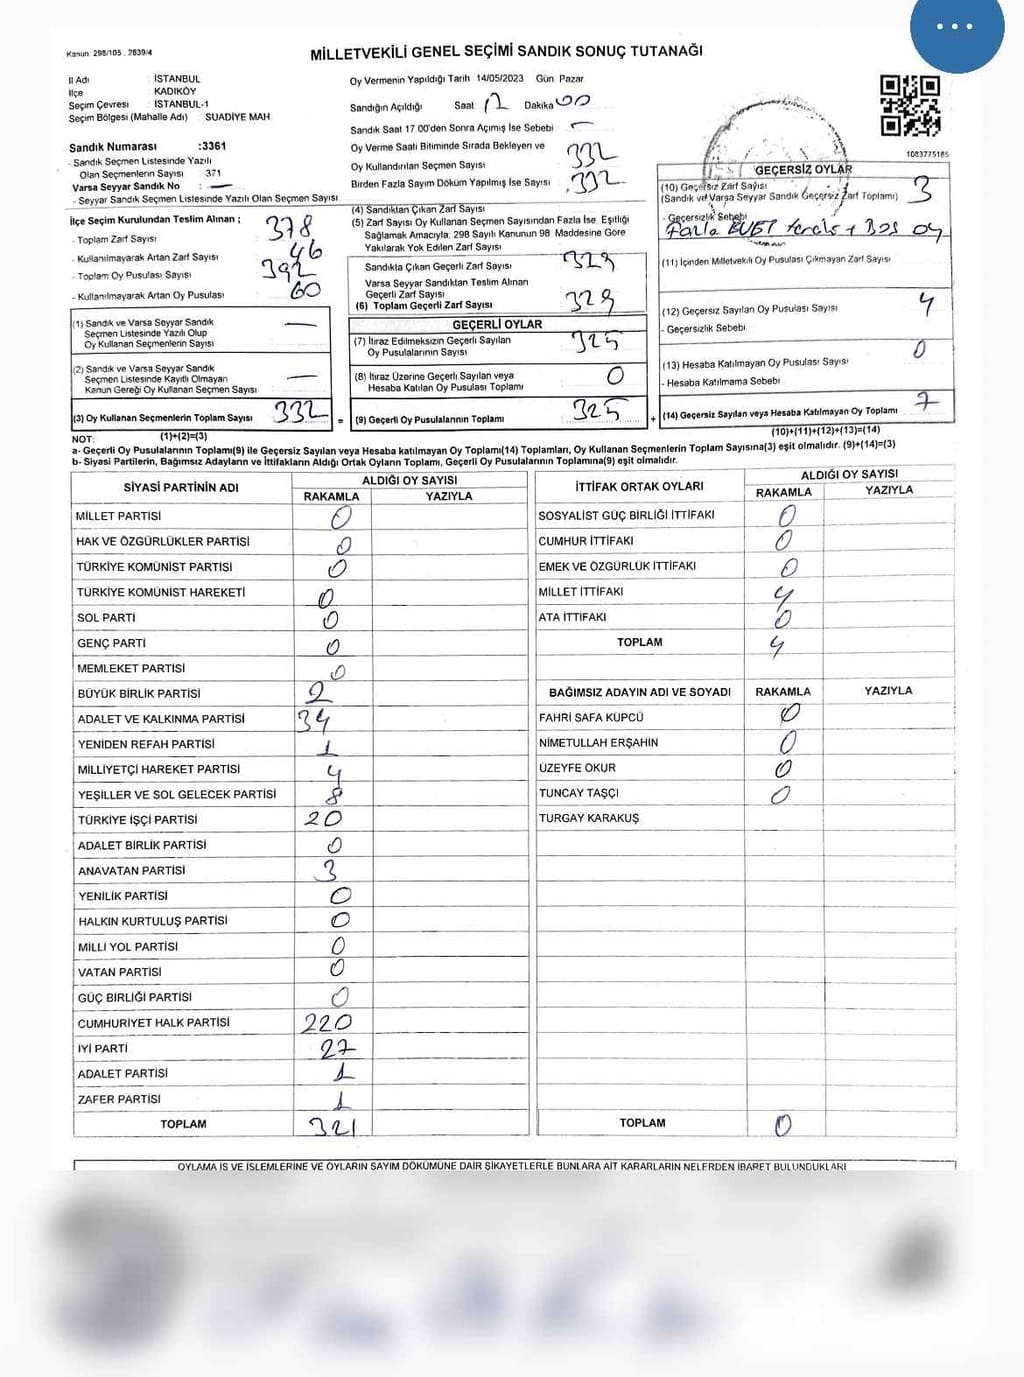 Kanun. 298/105 . 2839/4
MİLLETVEKİLİ GENEL SEÇİMİ SANDIK SONUÇ TUTANAĞI
İl Adı : İSTANBUL
İlçe : KADIKÖY
Seçim Çevresi : İSTANBUL-1
Seçim Bölgesi (Mahalle Adı) : SUADİYE MAH
Sandık Numarası :3361
- Sandık Seçmen Listesinde Yazılı
Olan Seçmenlerin Sayısı : 371
Varsa Seyyar Sandık No : —
- Seyyar Sandık Seçmen Listesinde Yazılı Olan Seçmen Sayısı
Oy Vermenin Yapıldığı Tarih 14/05/2023 Gün Pazar
Sandığın Açıldığı Saat Dakika 00
Sandık Saat 17 00'den Sonra Açımış İse Sebebi —
Oy Verme Saati Bitiminde Sırada Bekleyen ve
Oy Kullandırılan Seçmen Sayısı 332
Birden Fazla Sayım Döküm Yapılmış İse Sayısı 332
1083775185
İlçe Seçim Kurulundan Teslim Alınan ;
- Toplam Zarf Sayısı 378
- Kullanılmayarak Artan Zarf Sayısı 46
- Toplam Oy Pusulası Sayısı 392
- Kullanılmayarak Artan Oy Pusulası 60
(1) Sandık ve Varsa Seyyar Sandık
Seçmen Listesinde Yazılı Olup
Oy Kullanan Seçmenlerin Sayısı —
(2) Sandık ve Varsa Seyyar Sandık
Seçmen Listesinde Kayıtlı Olmayan
Kanun Gereği Oy Kullanan Seçmen Sayısı —
(3) Oy Kullanan Seçmenlerin Toplam Sayısı 332 =
(1)+(2)=(3)
(4) Sandıktan Çıkan Zarf Sayısı
(5) Zarf Sayısı Oy Kullanan Seçmen Sayısından Fazla İse, Eşitliği
Sağlamak Amacıyla, 298 Sayılı Kanunun 98 Maddesine Göre
Yakılarak Yok Edilen Zarf Sayısı
Sandıkla Çıkan Geçerli Zarf Sayısı 329
Varsa Seyyar Sandıktan Teslim Alınan
Geçerli Zarf Sayısı
(6) Toplam Geçerli Zarf Sayısı 329
GEÇERLİ OYLAR
(7) İtiraz Edilmeksizin Geçerli Sayılan
Oy Pusulalarının Sayısı 325
(8) İtiraz Üzerine Geçerli Sayılan veya
Hesaba Katılan Oy Pusulası Toplamı 0
(9) Geçerli Oy Pusulalarının Toplamı 325 +
GEÇERSİZ OYLAR
(10) Geçersiz Zarf Sayısı 3
(Sandık ve Varsa Seyyar Sandık Geçersiz Zarf Toplamı)
- Geçersizlik Sebebi
Fazla EVET tercih + BOŞ OY
(11) İçinden Milletvekili Oy Pusulası Çıkmayan Zarf Sayısı
(12) Geçersiz Sayılan Oy Pusulası Sayısı 4
- Geçersizlik Sebebi
(13) Hesaba Katılmayan Oy Pusulası Sayısı 0
- Hesaba Katılmama Sebebi
(14) Geçersiz Sayılan veya Hesaba Katılmayan Oy Toplamı 7
(10)+(11)+(12)+(13)=(14)
NOT:
a- Geçerli Oy Pusulalarının Toplamı(9) ile Geçersiz Sayılan veya Hesaba katılmayan Oy Toplamı(14) Toplamları, Oy Kullanan Seçmenlerin Toplam Sayısına(3) eşit olmalıdır. (9)+(14)=(3)
b- Siyasi Partilerin, Bağımsız Adayların ve İttifakların Aldığı Ortak Oyların Toplamı, Geçerli Oy Pusulalarının Toplamına(9) eşit olmalıdır.
SİYASİ PARTİNİN ADI ALDIĞI OY SAYISI
RAKAMLA YAZIYLA
MİLLET PARTİSİ 0
HAK VE ÖZGÜRLÜKLER PARTİSİ 0
TÜRKİYE KOMÜNİST PARTİSİ 0
TÜRKİYE KOMÜNİST HAREKETİ 0
SOL PARTİ 0
GENÇ PARTİ 0
MEMLEKET PARTİSİ 0
BÜYÜK BİRLİK PARTİSİ 2
ADALET VE KALKINMA PARTİSİ 34
YENİDEN REFAH PARTİSİ 1
MİLLİYETÇİ HAREKET PARTİSİ 4
YEŞİLLER VE SOL GELECEK PARTİSİ 8
TÜRKİYE İŞÇİ PARTİSİ 20
ADALET BİRLİK PARTİSİ 0
ANAVATAN PARTİSİ 3
YENİLİK PARTİSİ 0
HALKIN KURTULUŞ PARTİSİ 0
MİLLİ YOL PARTİSİ 0
VATAN PARTİSİ 0
GÜÇ BİRLİĞİ PARTİSİ 0
CUMHURİYET HALK PARTİSİ 220
İYİ PARTİ 27
ADALET PARTİSİ 1
ZAFER PARTİSİ 1
TOPLAM 321
İTTİFAK ORTAK OYLARI ALDIĞI OY SAYISI
RAKAMLA YAZIYLA
SOSYALİST GÜÇ BİRLİĞİ İTTİFAKI 0
CUMHUR İTTİFAKI 0
EMEK VE ÖZGÜRLÜK İTTİFAKI 0
MİLLET İTTİFAKI 4
ATA İTTİFAKI 0
TOPLAM 4
BAĞIMSIZ ADAYIN ADI VE SOYADI RAKAMLA YAZIYLA
FAHRİ SAFA KÜPCÜ 0
NİMETULLAH ERŞAHİN 0
ÜZEYFE OKUR 0
TUNCAY TAŞÇI 0
TURGAY KARAKUŞ
TOPLAM 0
OYLAMA İŞ VE İŞLEMLERİNE VE OYLARIN SAYIM DÖKÜMÜNE DAİR ŞİKAYETLERLE BUNLARA AİT KARARLARIN NELERDEN İBARET BULUNDUKLARI